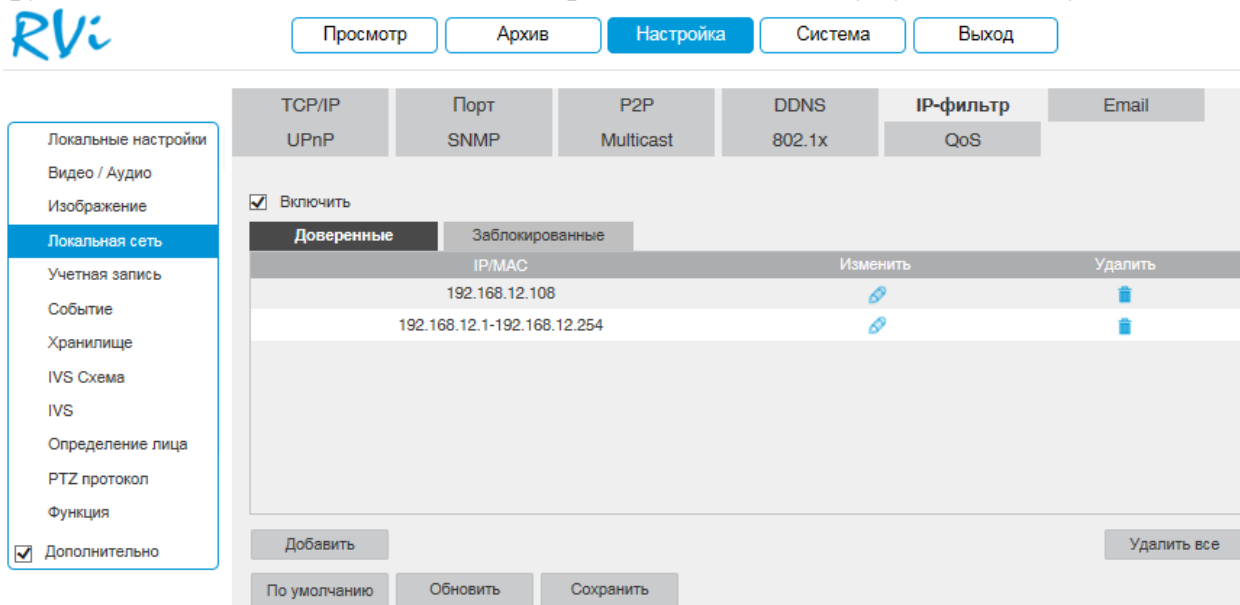 RVi
Просмотр Архив Настройка Система Выход
TCP/IP Порт P2P DDNS IP-фильтр Email
UPnP SNMP Multicast 802.1x QoS
Локальные настройки
Видео / Аудио
Изображение
Локальная сеть
Учетная запись
Событие
Хранилище
IVS Схема
IVS
Определение лица
PTZ протокол
Функция
Дополнительно
Включить
Доверенные Заблокированные
IP/MAC Изменить Удалить
192.168.12.108
192.168.12.1-192.168.12.254
Добавить Удалить все
По умолчанию Обновить Сохранить